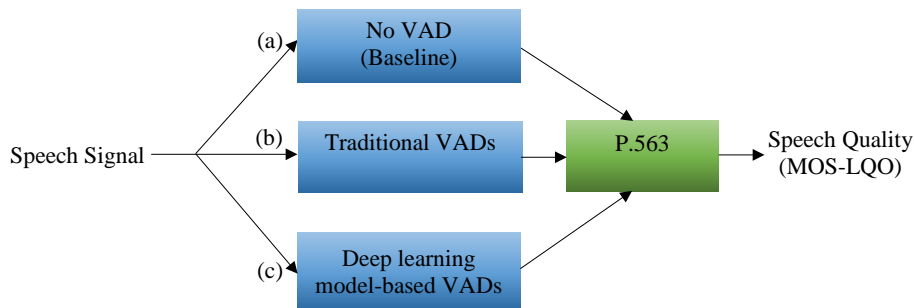 (a)
No VAD
(Baseline)
Speech Signal
(b)
Traditional VADs
P.563
Speech Quality
(MOS-LQO)
(c)
Deep learning
model-based VADs